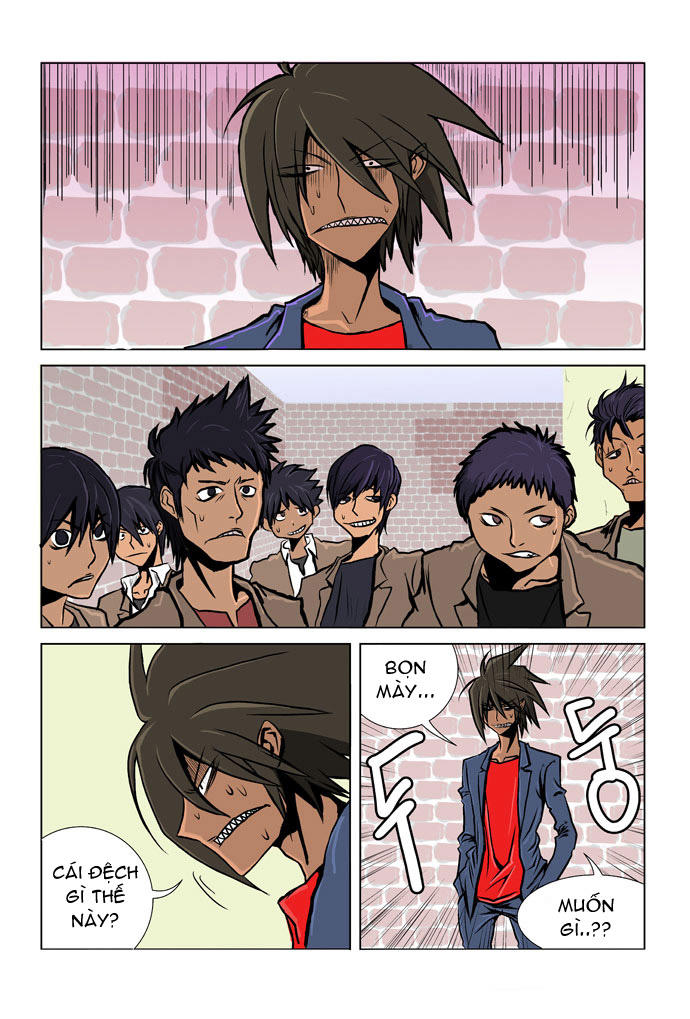 CÁI ĐỆCH
GÌ THẾ
NÀY?
BỌN
MÀY...
두둥
MUỐN
GÌ..??